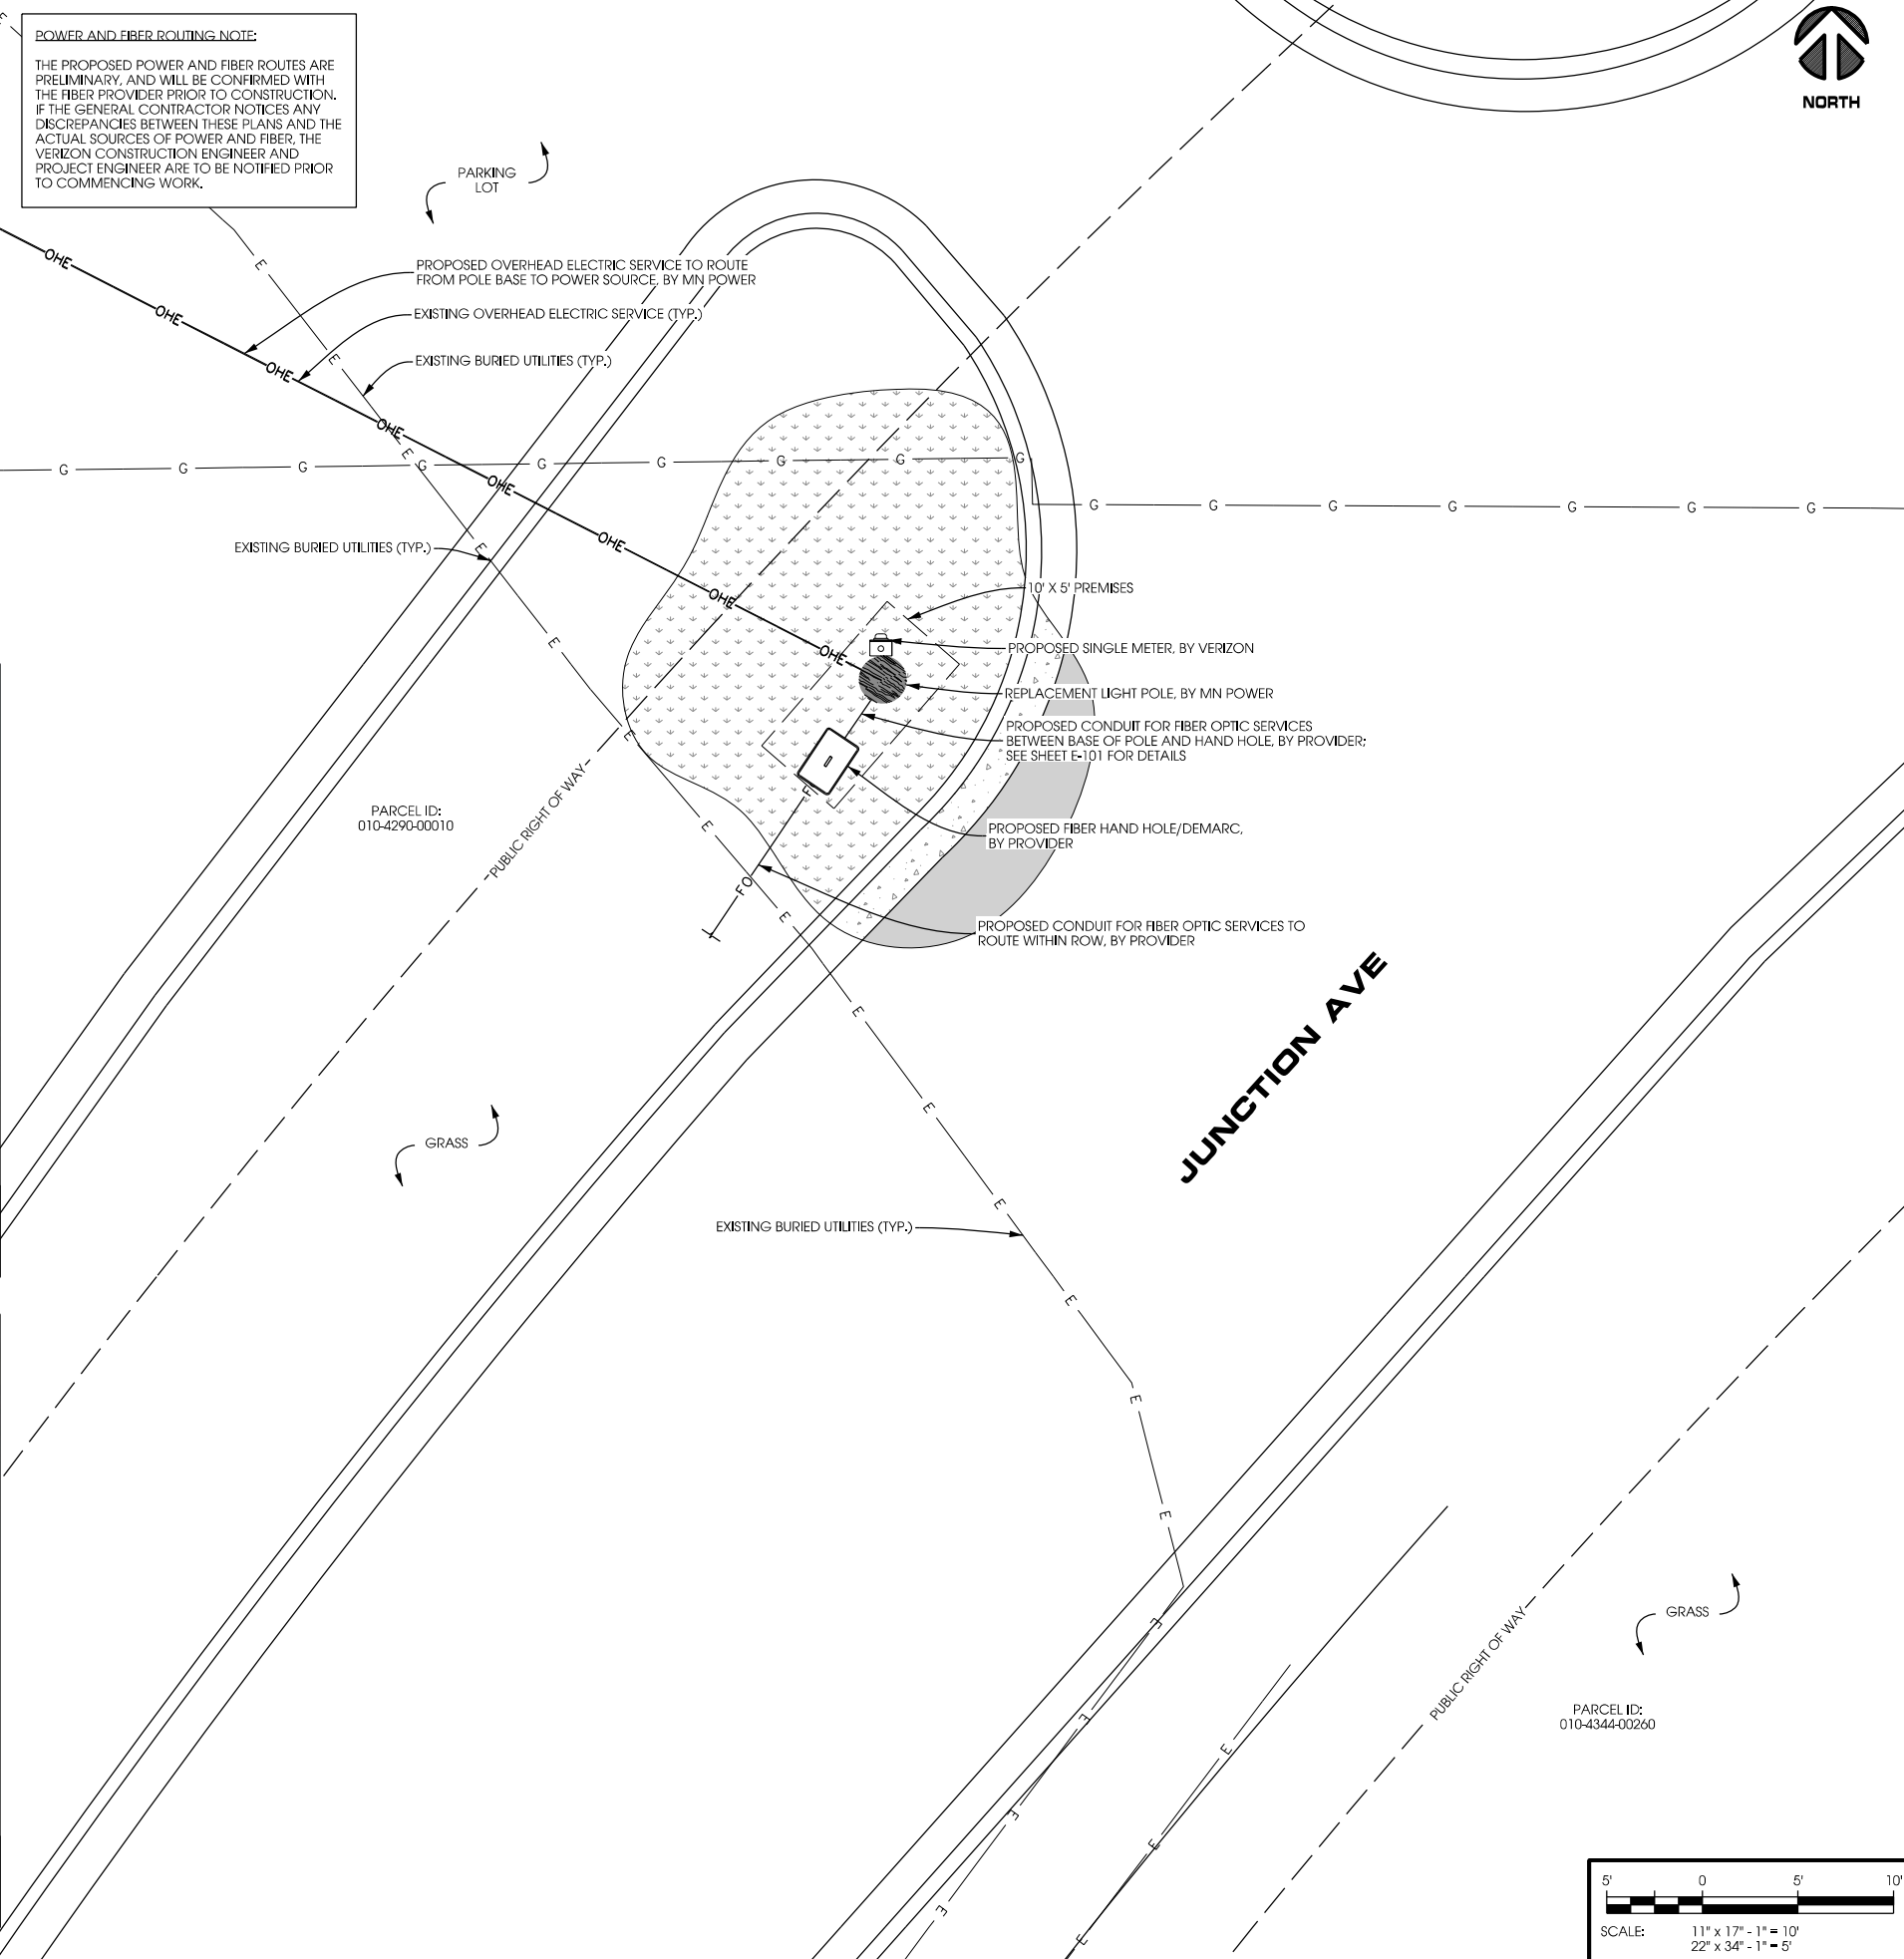 POWER AND FIBER ROUTING NOTE:
THE PROPOSED POWER AND FIBER ROUTES ARE
PRELIMINARY, AND WILL BE CONFIRMED WITH
THE FIBER PROVIDER PRIOR TO CONSTRUCTION.
IF THE GENERAL CONTRACTOR NOTICES ANY
DISCREPANCIES BETWEEN THESE PLANS AND THE
ACTUAL SOURCES OF POWER AND FIBER, THE
VERIZON CONSTRUCTION ENGINEER AND
PROJECT ENGINEER ARE TO BE NOTIFIED PRIOR
TO COMMENCING WORK.
NORTH
PARKING
LOT
OHE
E
PROPOSED OVERHEAD ELECTRIC SERVICE TO ROUTE
FROM POLE BASE TO POWER SOURCE, BY MN POWER
OHE
EXISTING OVERHEAD ELECTRIC SERVICE (TYP.)
E
EXISTING BURIED UTILITIES (TYP.)
OHE
OHE
E
G G G G G G G G G
OHE
G G G G G G G
EXISTING BURIED UTILITIES (TYP.)
E
OHE
10' X 5' PREMISES
OHE
E
PROPOSED SINGLE METER, BY VERIZON
OHE
REPLACEMENT LIGHT POLE, BY MN POWER
PROPOSED CONDUIT FOR FIBER OPTIC SERVICES
BETWEEN BASE OF POLE AND HAND HOLE, BY PROVIDER;
SEE SHEET E-101 FOR DETAILS
E
PARCEL ID:
010-4290-00010
PUBLIC RIGHT OF WAY
F
E
PROPOSED FIBER HAND HOLE/DEMARC,
BY PROVIDER
FO
E
PROPOSED CONDUIT FOR FIBER OPTIC SERVICES TO
ROUTE WITHIN ROW, BY PROVIDER
JUNCTION AVE
E
E
GRASS
E
EXISTING BURIED UTILITIES (TYP.)
E
E
E
GRASS
E
PUBLIC RIGHT OF WAY
PARCEL ID:
010-4344-00260
E
E
E
E
E
E
5' 0 5' 10'
SCALE: 11" x 17" - 1" = 10'
22" x 34" - 1" = 5'